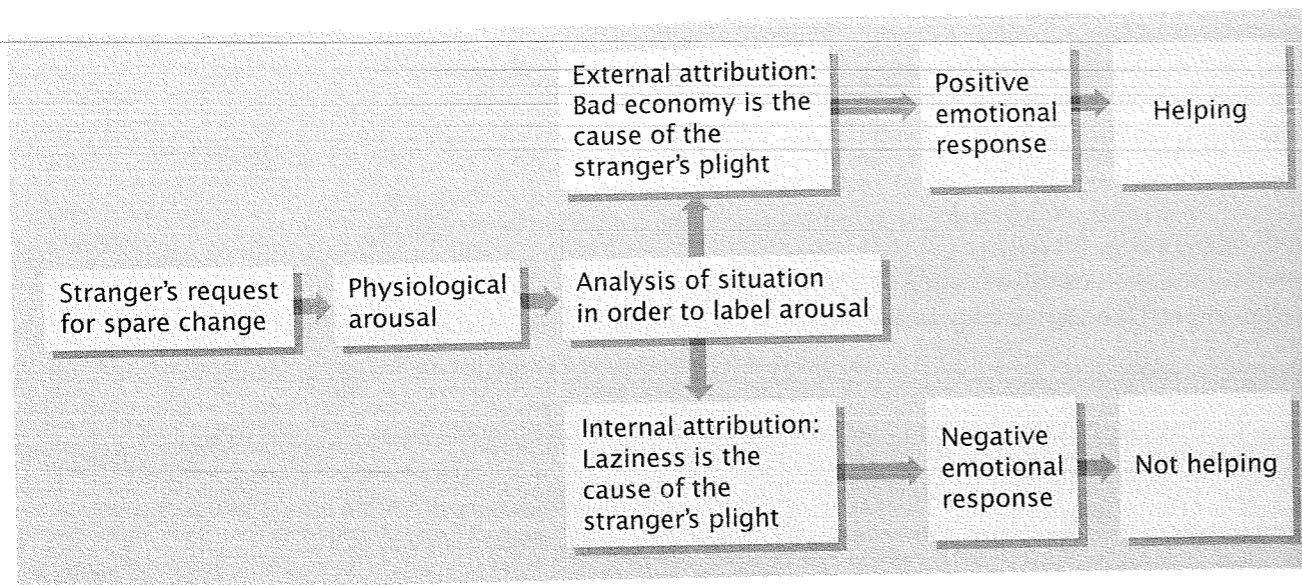 External attribution:
Bad economy is the
cause of the
stranger's plight
Positive
emotional
response
Helping
Stranger's request
for spare change
Physiological
arousal
Analysis of situation
in order to label arousal
Internal attribution:
Laziness is the
cause of the
stranger's plight
Negative
emotional
response
Not helping